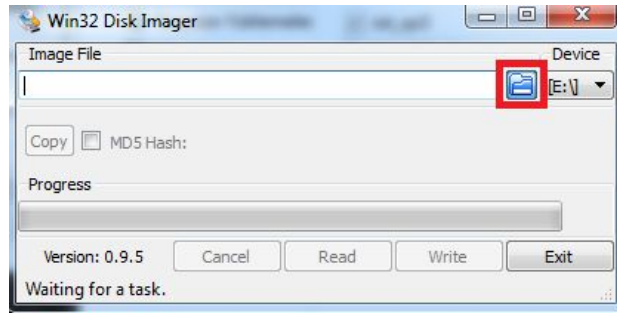 Win32 Disk Imager
Image File Device
[E:\]
Copy MD5 Hash:
Progress
Version: 0.9.5 Cancel Read Write Exit
Waiting for a task.